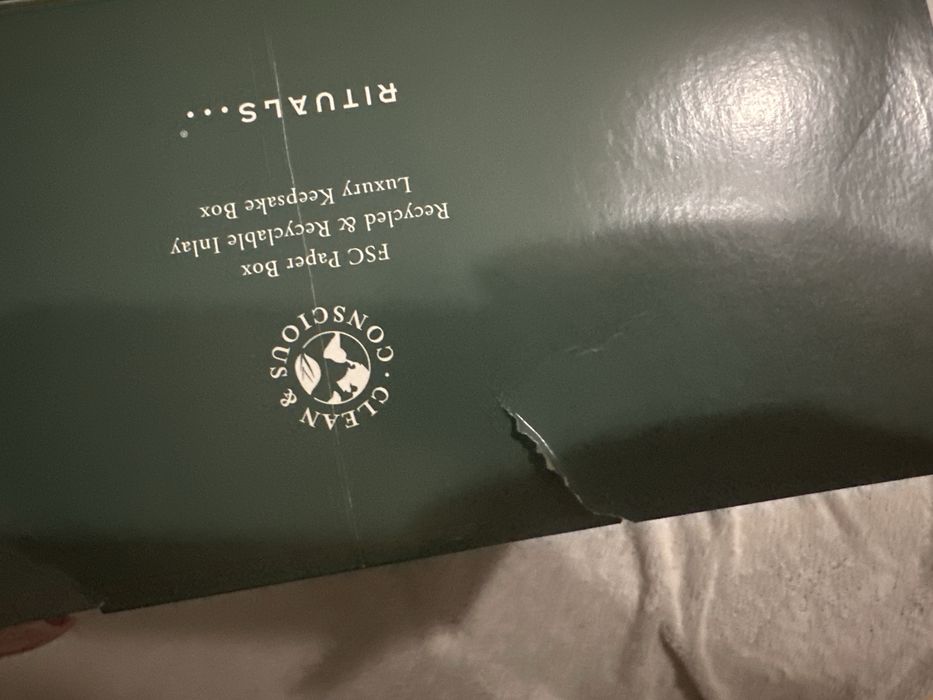 CLEAN & CONSCIOUS ·
FSC Paper Box
Recycled & Recyclable Inlay
Luxury Keepsake Box
RITUALS...®